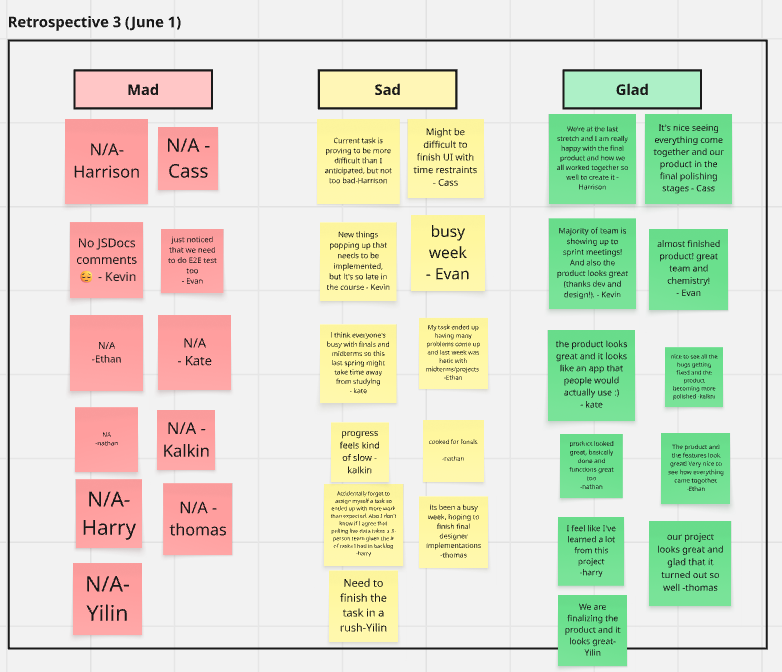 Retrospective 3 (June 1)
Mad
Sad
Glad
N/A-
Harrison
N/A -
Cass
No JSDocs
comments
😔 - Kevin
just noticed
that we need
to do E2E test
too
- Evan
N/A
-Ethan
N/A
- Kate
NA
-nathan
N/A -
Kalkin
N/A-
Harry
N/A -
thomas
N/A-
Yilin
Current task is
proving to be more
difficult than I
anticipated, but not
too bad-Harrison
Might be
difficult to
finish UI with
time restraints
- Cass
New things
popping up that
needs to be
implemented,
but it's so late in
the course - Kevin
busy
week
- Evan
I think everyone's
busy with finals and
midterms so this
last spring might
take time away
from studying
- kate
My task ended up
having many
problems come up
and last week was
hetic with
midterms/projects
-Ethan
progress
feels kind
of slow -
kalkin
cooked for finals
-nathan
Accidentally forgot to
assign myself a task so
ended up with more work
than expected. Also I don't
know if I agree that
person team given the #
of tasks I had in backlog
-harry
its been a busy
week, hoping to
finish final
designer
implementations
-thomas
Need to
finish the
task in a
rush-Yilin
We're at the last
stretch and I am really
happy with the final
product and how we
all worked together so
well to create it -
Harrison
It's nice seeing
everything come
together and our
product in the
final polishing
stages - Cass
Majority of team is
showing up to
sprint meetings!
And also the
product looks great
(thanks dev and
design!). - Kevin
almost finished
product! great
team and
chemistry!
- Evan
the product looks
great and it looks
like an app that
people would
actually use :)
- kate
nice to see all the
bugs getting
fixed and the
product
becoming more
polished -kalkin
product looked
great, basically
done and
functions great
too
-nathan
The product and
the features look
great! Very nice to
see how everything
came together
-Ethan
I feel like I've
learned a lot
from this
project
-harry
our project
looks great and
glad that it
turned out so
well -thomas
We are
finalizing the
product and it
looks great-
Yilin